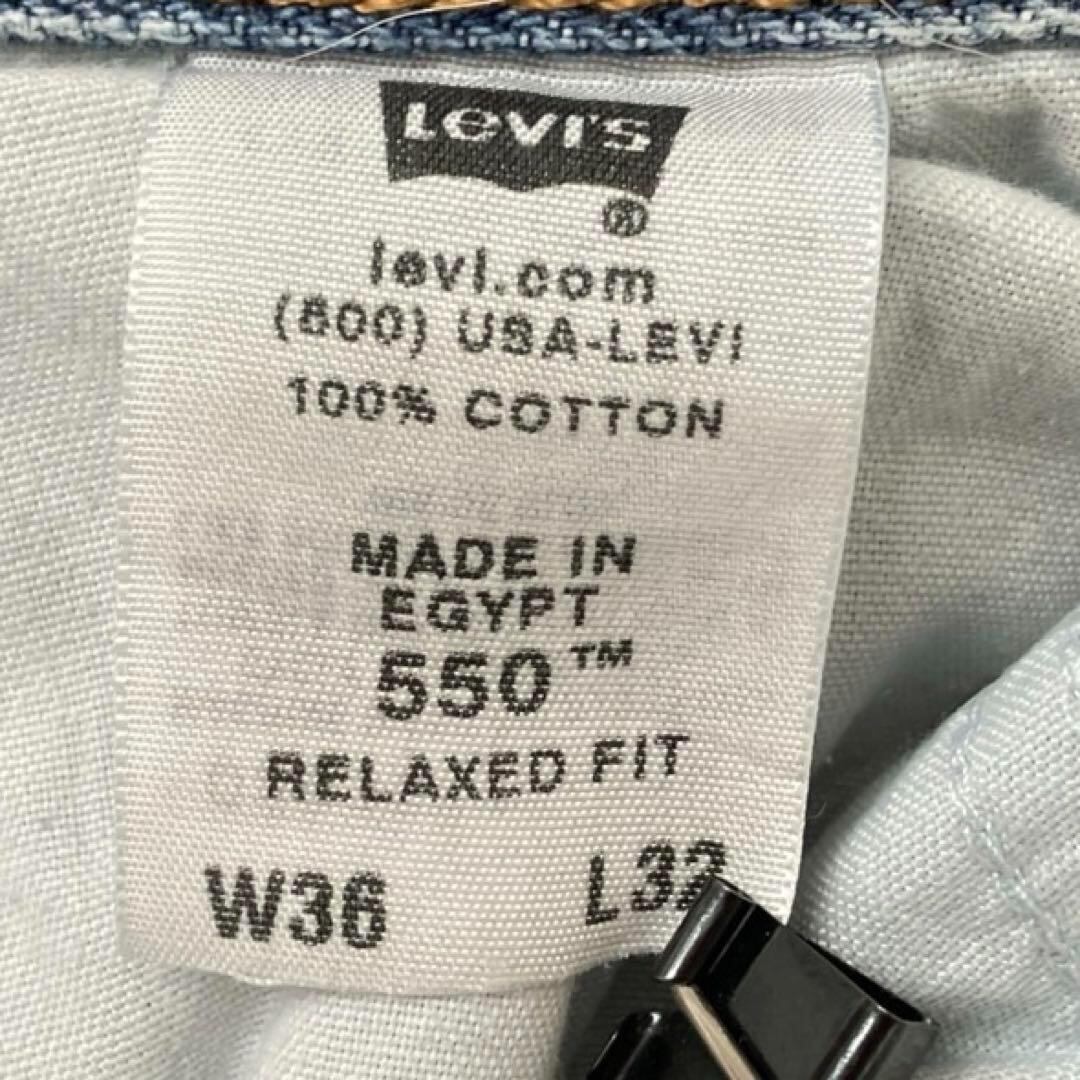 LEVI'S
®
levi.com
(800) USA-LEVI
100% COTTON
MADE IN
EGYPT
550™
RELAXED FIT
W36 L32